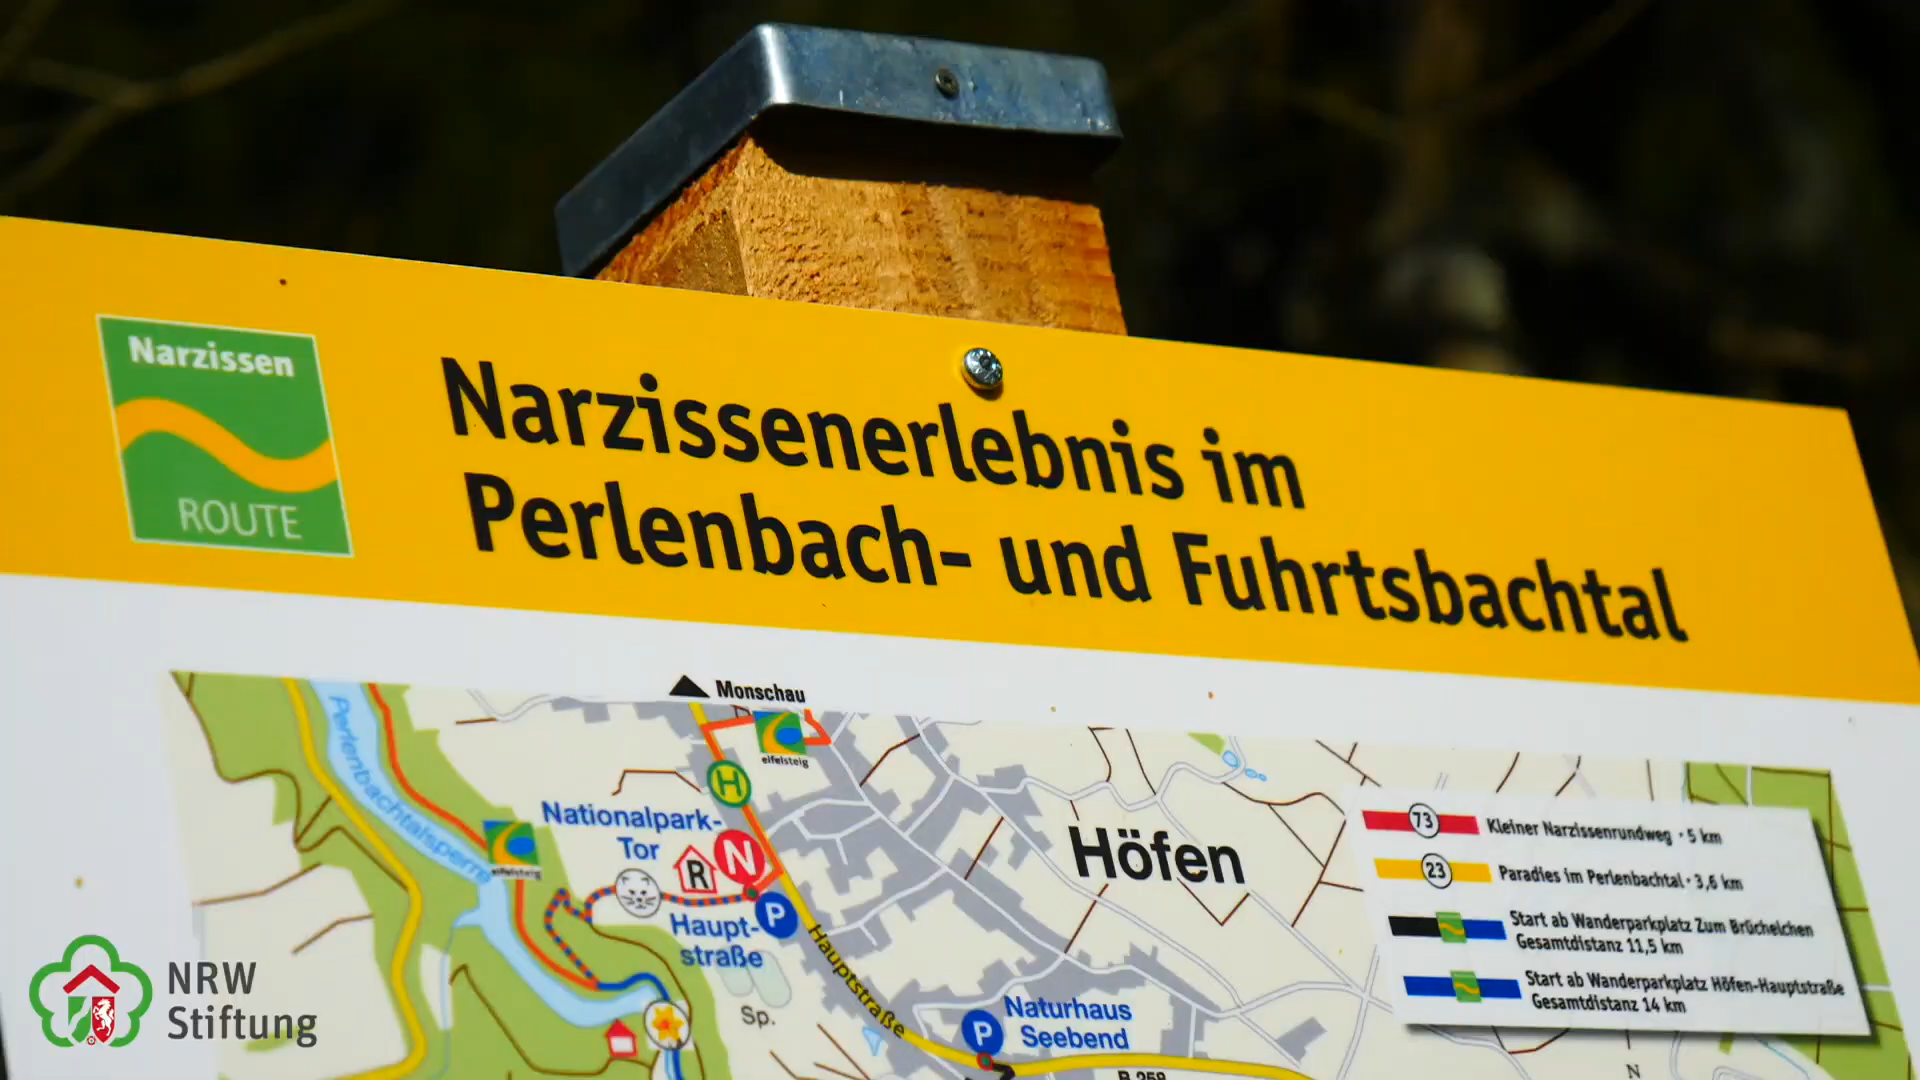 Narzissen
ROUTE
Narzissenerlebnis im
Perlenbach- und Fuhrtsbachtal
Monschau
Perlenbachtalsperre
eifelsteig
eifelsteig
H
Nationalpark-
Tor
R
N
P
Haupt-
straße
Hauptstraße
Höfen
73
Kleiner Narzissenrundweg · 5 km
23
Paradies im Perlenbachtal · 3,6 km
Start ab Wanderparkplatz Zum Brüchelchen
Gesamtdistanz 11,5 km
Start ab Wanderparkplatz Höfen-Hauptstraße
Gesamtdistanz 14 km
Sp.
P
Naturhaus
Seebend
B 258
N
NRW
Stiftung